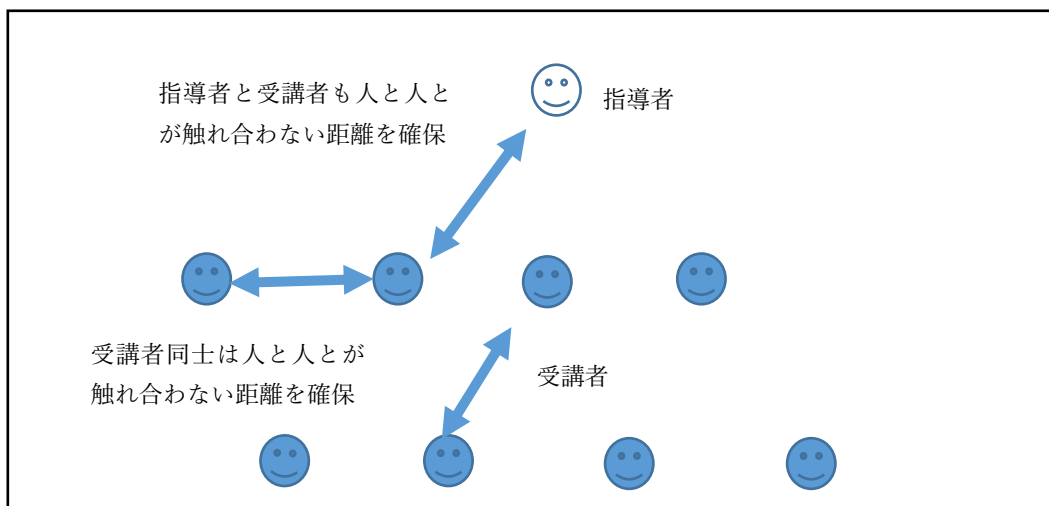 指導者と受講者も人と人と
が触れ合わない距離を確保
指導者
受講者同士は人と人とが
触れ合わない距離を確保
受講者